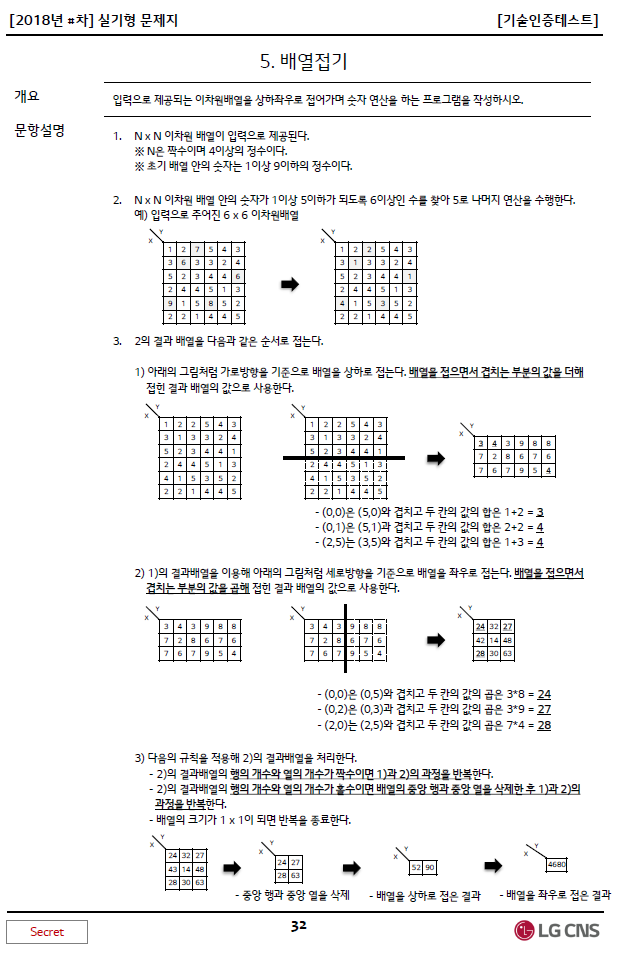 [2018년 #차] 실기형 문제지 [기술인증테스트]
5. 배열접기
개요
입력으로 제공되는 이차원배열을 상하좌우로 접어가며 숫자 연산을 하는 프로그램을 작성하시오.
문항설명
1. N x N 이차원 배열이 입력으로 제공된다.
※ N은 짝수이며 4이상의 정수이다.
※ 초기 배열 안의 숫자는 1이상 9이하의 정수이다.
2. N x N 이차원 배열 안의 숫자가 1이상 5이하가 되도록 6이상인 수를 찾아 5로 나머지 연산을 수행한다.
예) 입력으로 주어진 6 x 6 이차원배열
Y
X
1 2 7 5 4 3
3 6 3 3 2 4
5 2 3 4 4 6
2 4 4 5 1 3
9 1 5 8 5 2
2 2 1 4 4 5
Y
X
1 2 2 5 4 3
3 1 3 3 2 4
5 2 3 4 4 1
2 4 4 5 1 3
4 1 5 3 5 2
2 2 1 4 4 5
3. 2의 결과 배열을 다음과 같은 순서로 접는다.
1) 아래의 그림처럼 가로방향을 기준으로 배열을 상하로 접는다. 배열을 접으면서 겹치는 부분의 값을 더해
접힌 결과 배열의 값으로 사용한다.
Y
X
1 2 2 5 4 3
3 1 3 3 2 4
5 2 3 4 4 1
2 4 4 5 1 3
4 1 5 3 5 2
2 2 1 4 4 5
Y
X
1 2 2 5 4 3
3 1 3 3 2 4
5 2 3 4 4 1
2 4 4 5 1 3
4 1 5 3 5 2
2 2 1 4 4 5
Y
X
3 4 3 9 8 8
7 2 8 6 7 6
7 6 7 9 5 4
- (0,0)은 (5,0)와 겹치고 두 칸의 값의 합은 1+2 = 3
- (0,1)은 (5,1)과 겹치고 두 칸의 값의 합은 2+2 = 4
- (2,5)는 (3,5)와 겹치고 두 칸의 값의 합은 1+3 = 4
2) 1)의 결과배열을 이용해 아래의 그림처럼 세로방향을 기준으로 배열을 좌우로 접는다. 배열을 접으면서
겹치는 부분의 값을 곱해 접힌 결과 배열의 값으로 사용한다.
Y
X
3 4 3 9 8 8
7 2 8 6 7 6
7 6 7 9 5 4
Y
X
3 4 3 9 8 8
7 2 8 6 7 6
7 6 7 9 5 4
Y
X
24 32 27
42 14 48
28 30 63
- (0,0)은 (0,5)와 겹치고 두 칸의 값의 곱은 3*8 = 24
- (0,2)은 (0,3)과 겹치고 두 칸의 값의 곱은 3*9 = 27
- (2,0)는 (2,5)와 겹치고 두 칸의 값의 곱은 7*4 = 28
3) 다음의 규칙을 적용해 2)의 결과배열을 처리한다.
- 2)의 결과배열의 행의 개수와 열의 개수가 짝수이면 1)과 2)의 과정을 반복한다.
- 2)의 결과배열의 행의 개수와 열의 개수가 홀수이면 배열의 중앙 행과 중앙 열을 삭제한 후 1)과 2)의
과정을 반복한다.
- 배열의 크기가 1 x 1이 되면 반복을 종료한다.
Y
X
24 32 27
43 14 48
28 30 63
Y
X
24 27
28 63
- 중앙 행과 중앙 열을 삭제
Y
X
52 90
- 배열을 상하로 접은 결과
Y
X
4680
- 배열을 좌우로 접은 결과
Secret
32
LG CNS